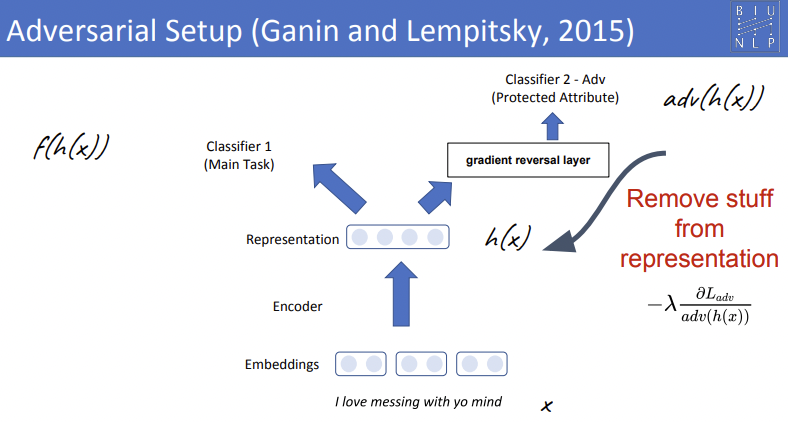 Adversarial Setup (Ganin and Lempitsky, 2015)
B I U
N L P
Classifier 2 - Adv
(Protected Attribute)
adv(h(x))
f(h(x))
Classifier 1
(Main Task)
gradient reversal layer
Remove stuff
from
representation
Representation
h(x)
−λ ∂L_adv / adv(h(x))
Encoder
Embeddings
I love messing with yo mind
x